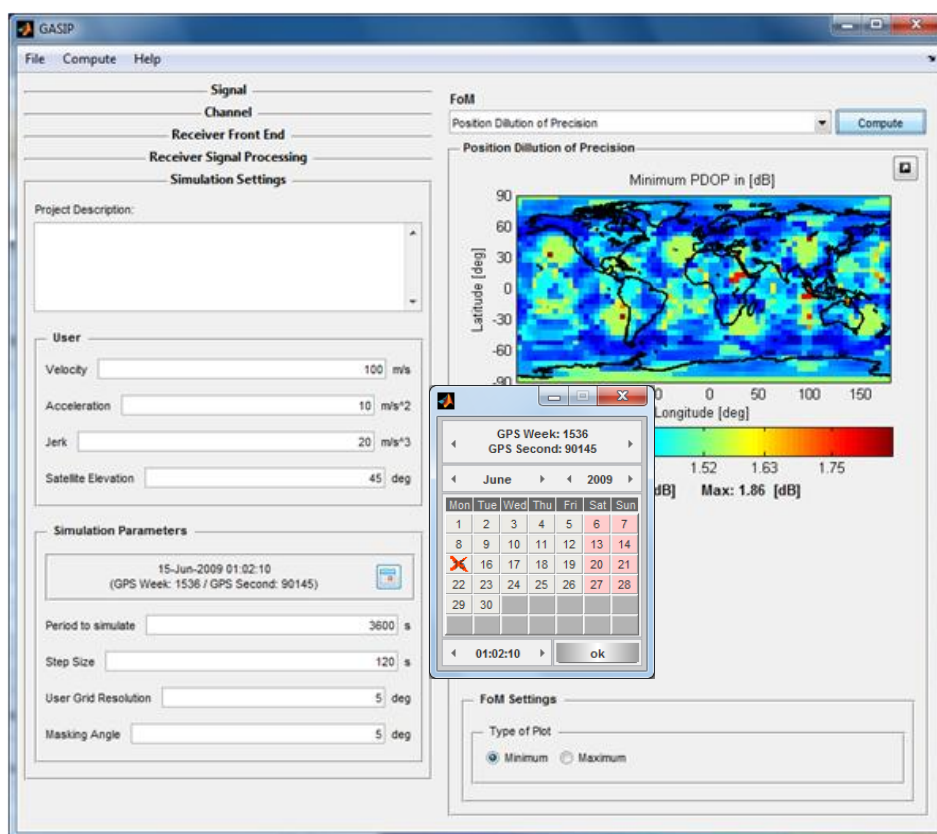 GASIP
File Compute Help
Signal
Channel
Receiver Front End
Receiver Signal Processing
Simulation Settings
Project Description:
User
Velocity 100 m/s
Acceleration 10 m/s^2
Jerk 20 m/s^3
Satellite Elevation 45 deg
Simulation Parameters
15-Jun-2009 01:02:10
(GPS Week: 1536 / GPS Second: 90145)
Period to simulate 3600 s
Step Size 120 s
User Grid Resolution 5 deg
Masking Angle 5 deg
FoM
Position Dillution of Precision Compute
Position Dillution of Precision
Minimum PDOP in [dB]
Latitude [deg]
90
60
30
0
-30
-60
-90
0 50 100 150
Longitude [deg]
1.52 1.63 1.75
dB] Max: 1.86 [dB]
GPS Week: 1536
GPS Second: 90145
June 2009
Mon Tue Wed Thu Fri Sat Sun
1 2 3 4 5 6 7
8 9 10 11 12 13 14
16 17 18 19 20 21
22 23 24 25 26 27 28
29 30
01:02:10 ok
FoM Settings
Type of Plot
Minimum Maximum